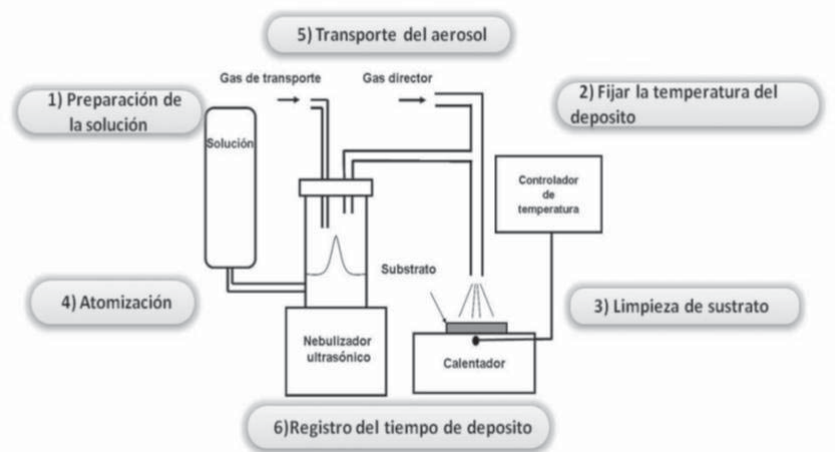 5) Transporte del aerosol
Gas de transporte
Gas director
1) Preparación de
la solución
2) Fijar la temperatura del
deposito
Solución
Controlador
de
temperatura
Substrato
4) Atomización
3) Limpieza de sustrato
Nebulizador
ultrasónico
Calentador
6)Registro del tiempo de deposito